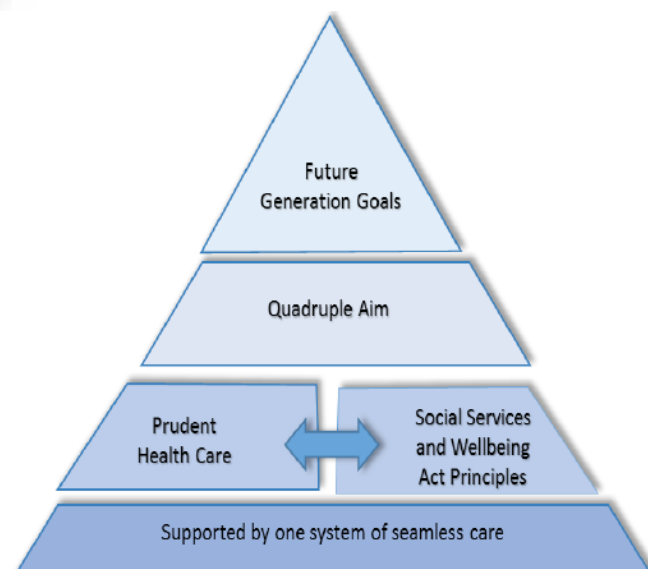 Future
Generation Goals
Quadruple Aim
Prudent
Health Care
Social Services
and Wellbeing
Act Principles
Supported by one system of seamless care